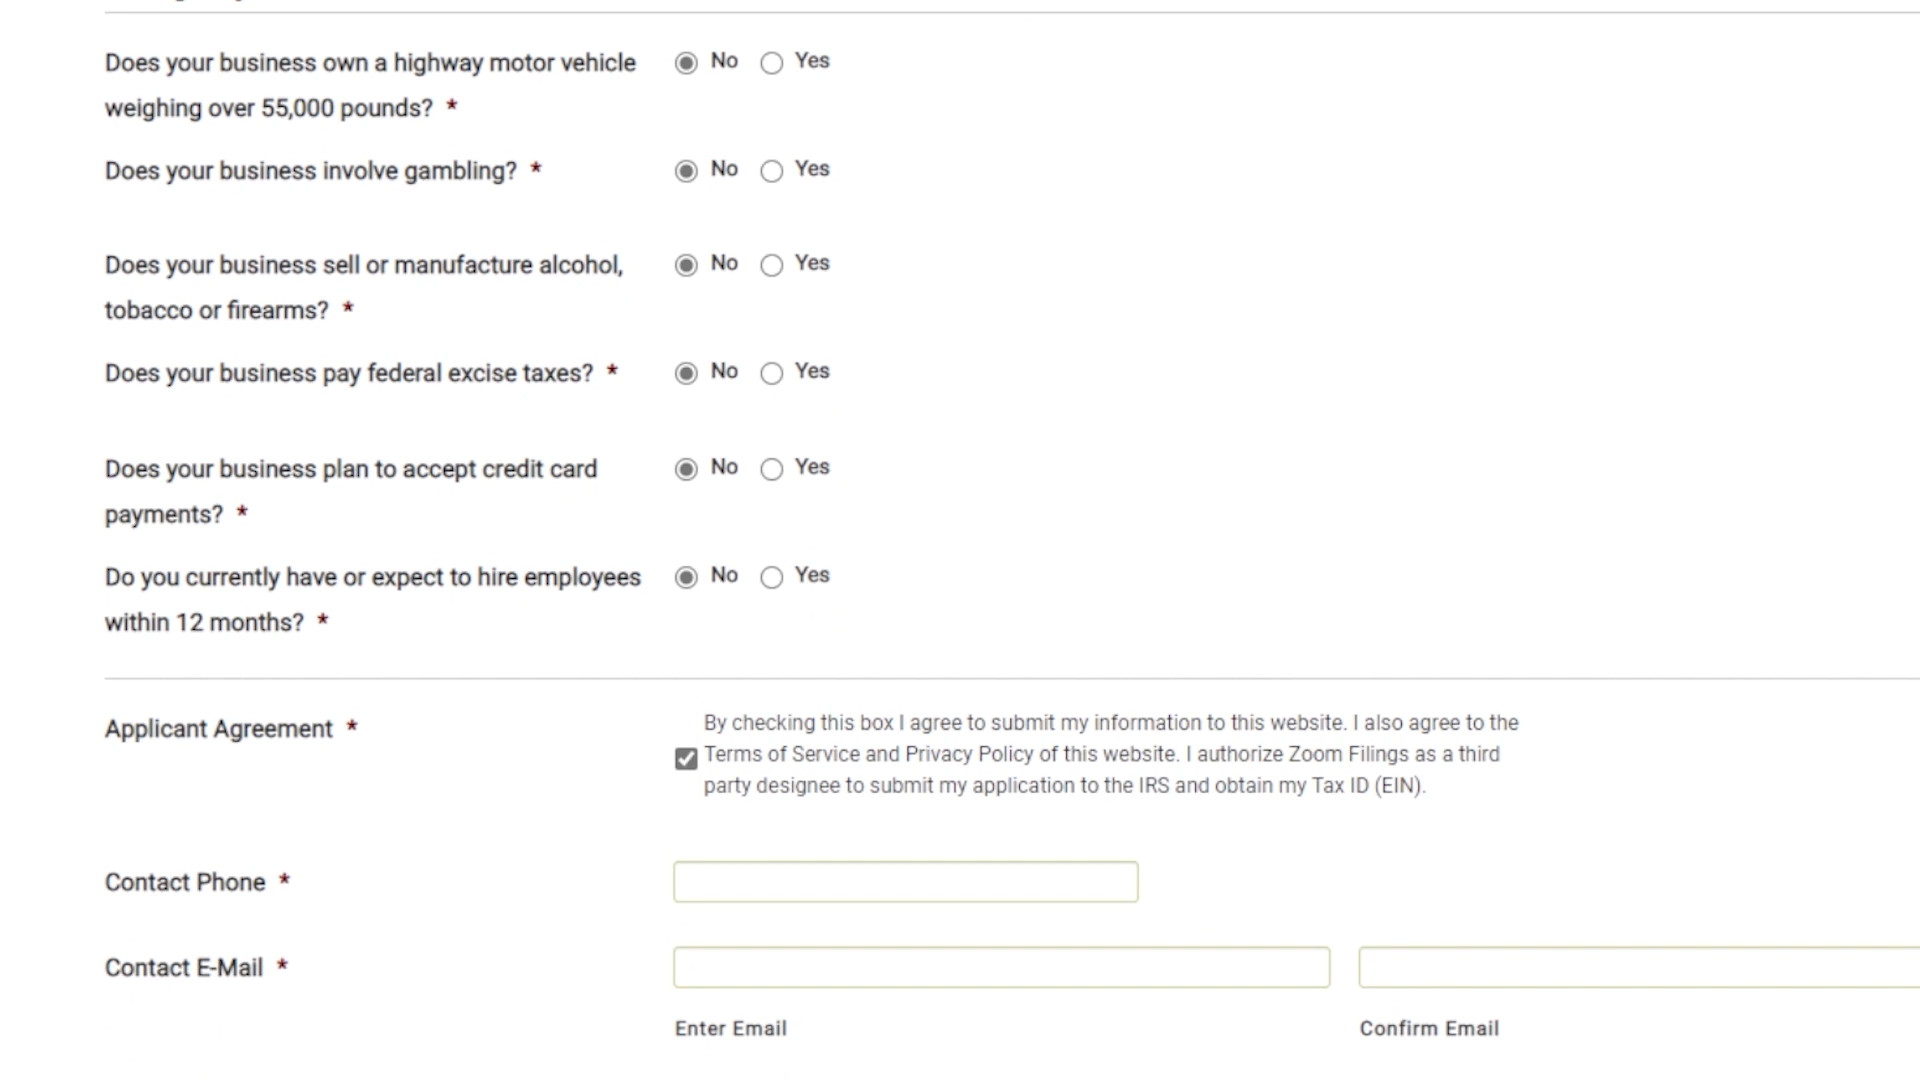 Does your business own a highway motor vehicle No Yes
weighing over 55,000 pounds? *
Does your business involve gambling? * No Yes
Does your business sell or manufacture alcohol, No Yes
tobacco or firearms? *
Does your business pay federal excise taxes? * No Yes
Does your business plan to accept credit card No Yes
payments? *
Do you currently have or expect to hire employees No Yes
within 12 months? *
Applicant Agreement *
By checking this box I agree to submit my information to this website. I also agree to the
Terms of Service and Privacy Policy of this website. I authorize Zoom Filings as a third
party designee to submit my application to the IRS and obtain my Tax ID (EIN).
Contact Phone *
Contact E-Mail *
Enter Email Confirm Email